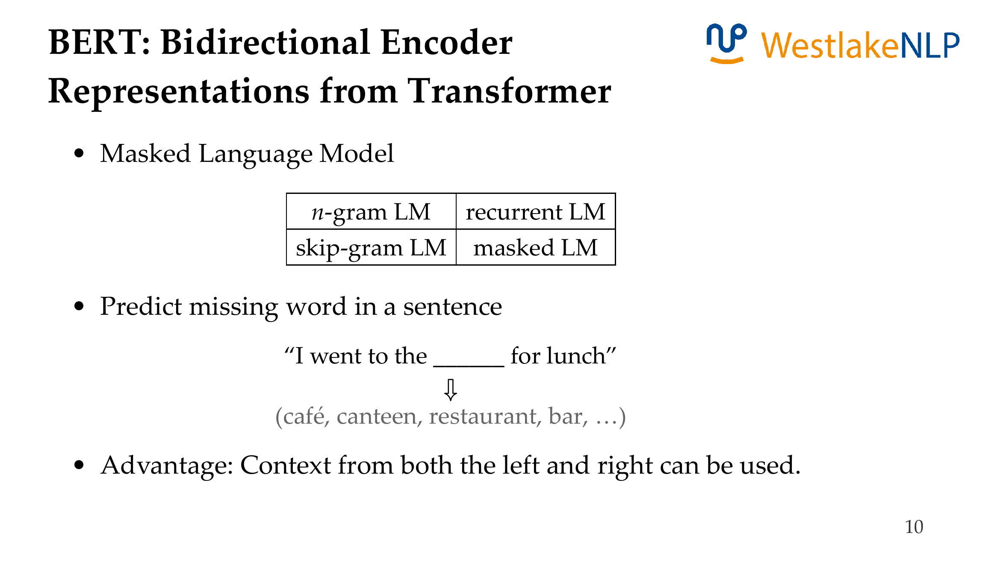 BERT: Bidirectional Encoder
WestlakeNLP
Representations from Transformer
• Masked Language Model
n-gram LM recurrent LM
skip-gram LM masked LM
• Predict missing word in a sentence
“I went to the ______ for lunch”
⇩
(café, canteen, restaurant, bar, …)
• Advantage: Context from both the left and right can be used.
10